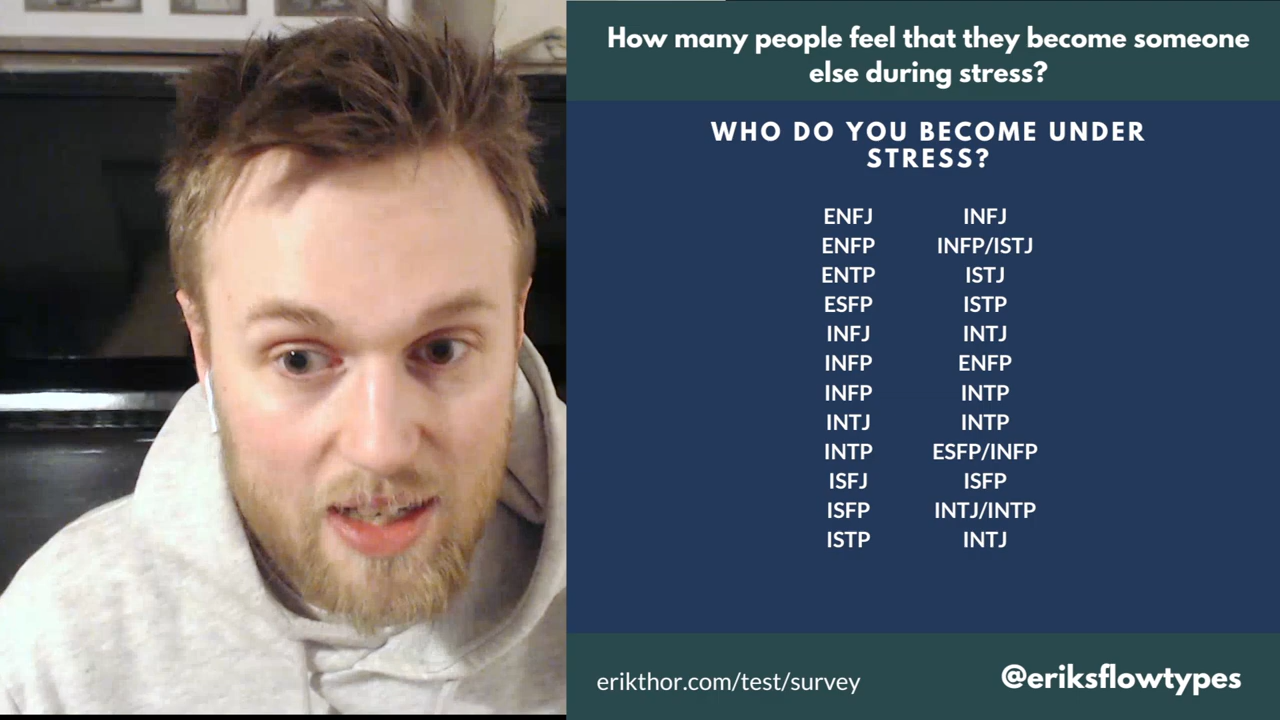 How many people feel that they become someone
else during stress?
WHO DO YOU BECOME UNDER
STRESS?
ENFJ INFJ
ENFP INFP/ISTJ
ENTP ISTJ
ESFP ISTP
INFJ INTJ
INFP ENFP
INFP INTP
INTJ INTP
INTP ESFP/INFP
ISFJ ISFP
ISFP INTJ/INTP
ISTP INTJ
erikthor.com/test/survey
@eriksflowtypes